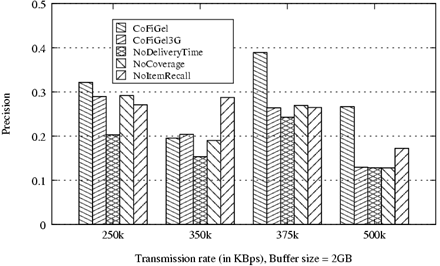 0.5
0.4
0.3
0.2
0.1
0
Precision
CoFiGel
CoFiGel3G
NoDeliveryTime
NoCoverage
NoItemRecall
250k 350k 375k 500k
Transmission rate (in KBps), Buffer size = 2GB